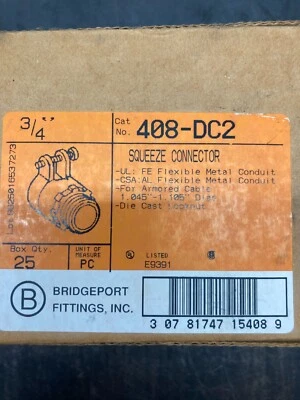 3/4"
Cat No. 408-DC2
SQUEEZE CONNECTOR
-UL: FE Flexible Metal Conduit
-CSA:AL Flexible Metal Conduit
-For Armored Cable
1.045"-1.105" Dia.
-Die Cast Locknut
Box Qty.
25
UNIT OF MEASURE
PC
UL
LISTED
E9391
B
BRIDGEPORT
FITTINGS, INC.
3 07 81747 15408 9